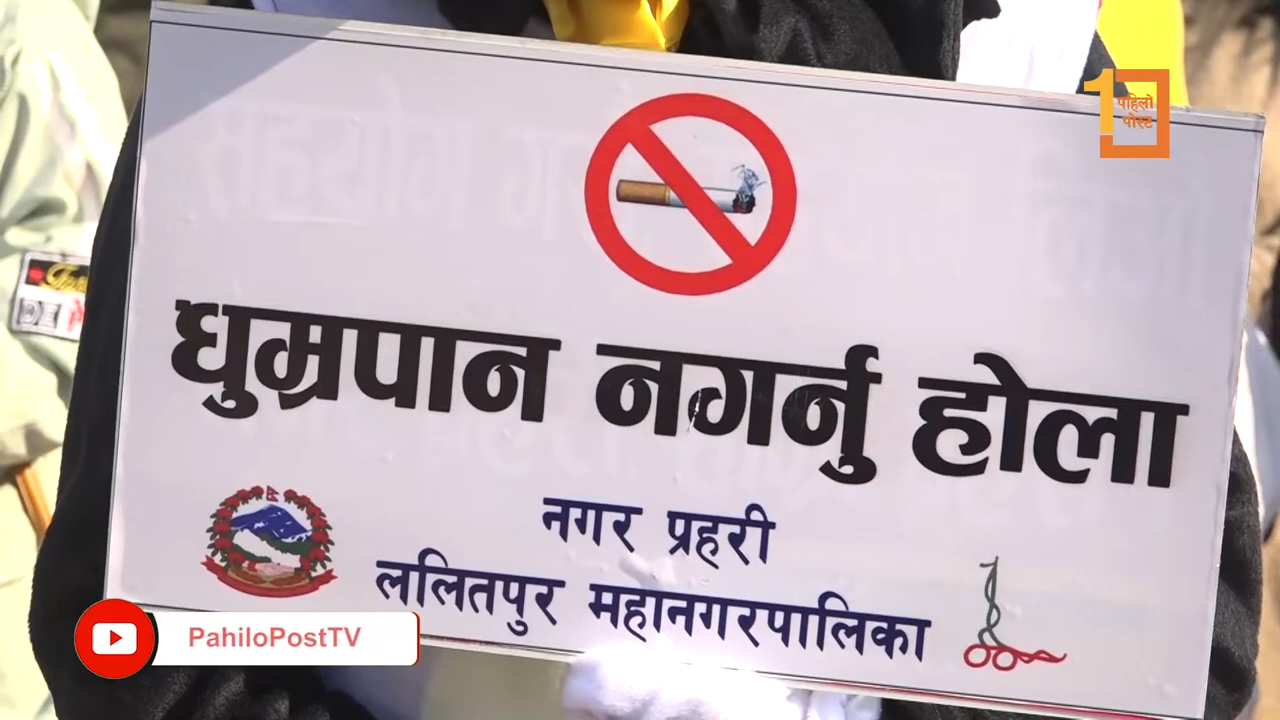 पहिलो
पोस्ट
धुम्रपान नगर्नु होला
नगर प्रहरी
ललितपुर महानगरपालिका
PahiloPostTV